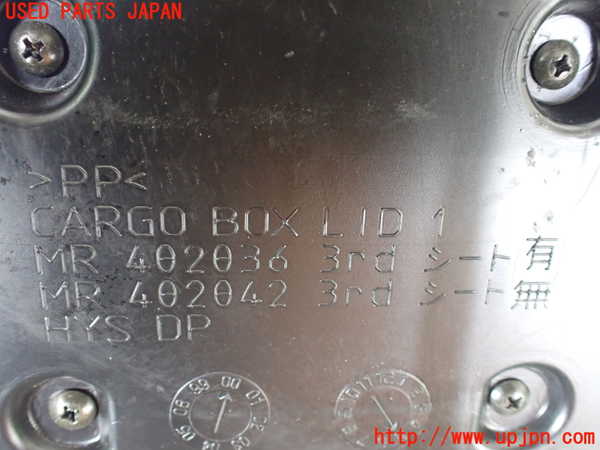 USED PARTS JAPAN
>PP<
CARGO BOX LID 1
MR 402036 3rd シート有
MR 402042 3rd シート無
HYS DP
http://www.upjpn.com/